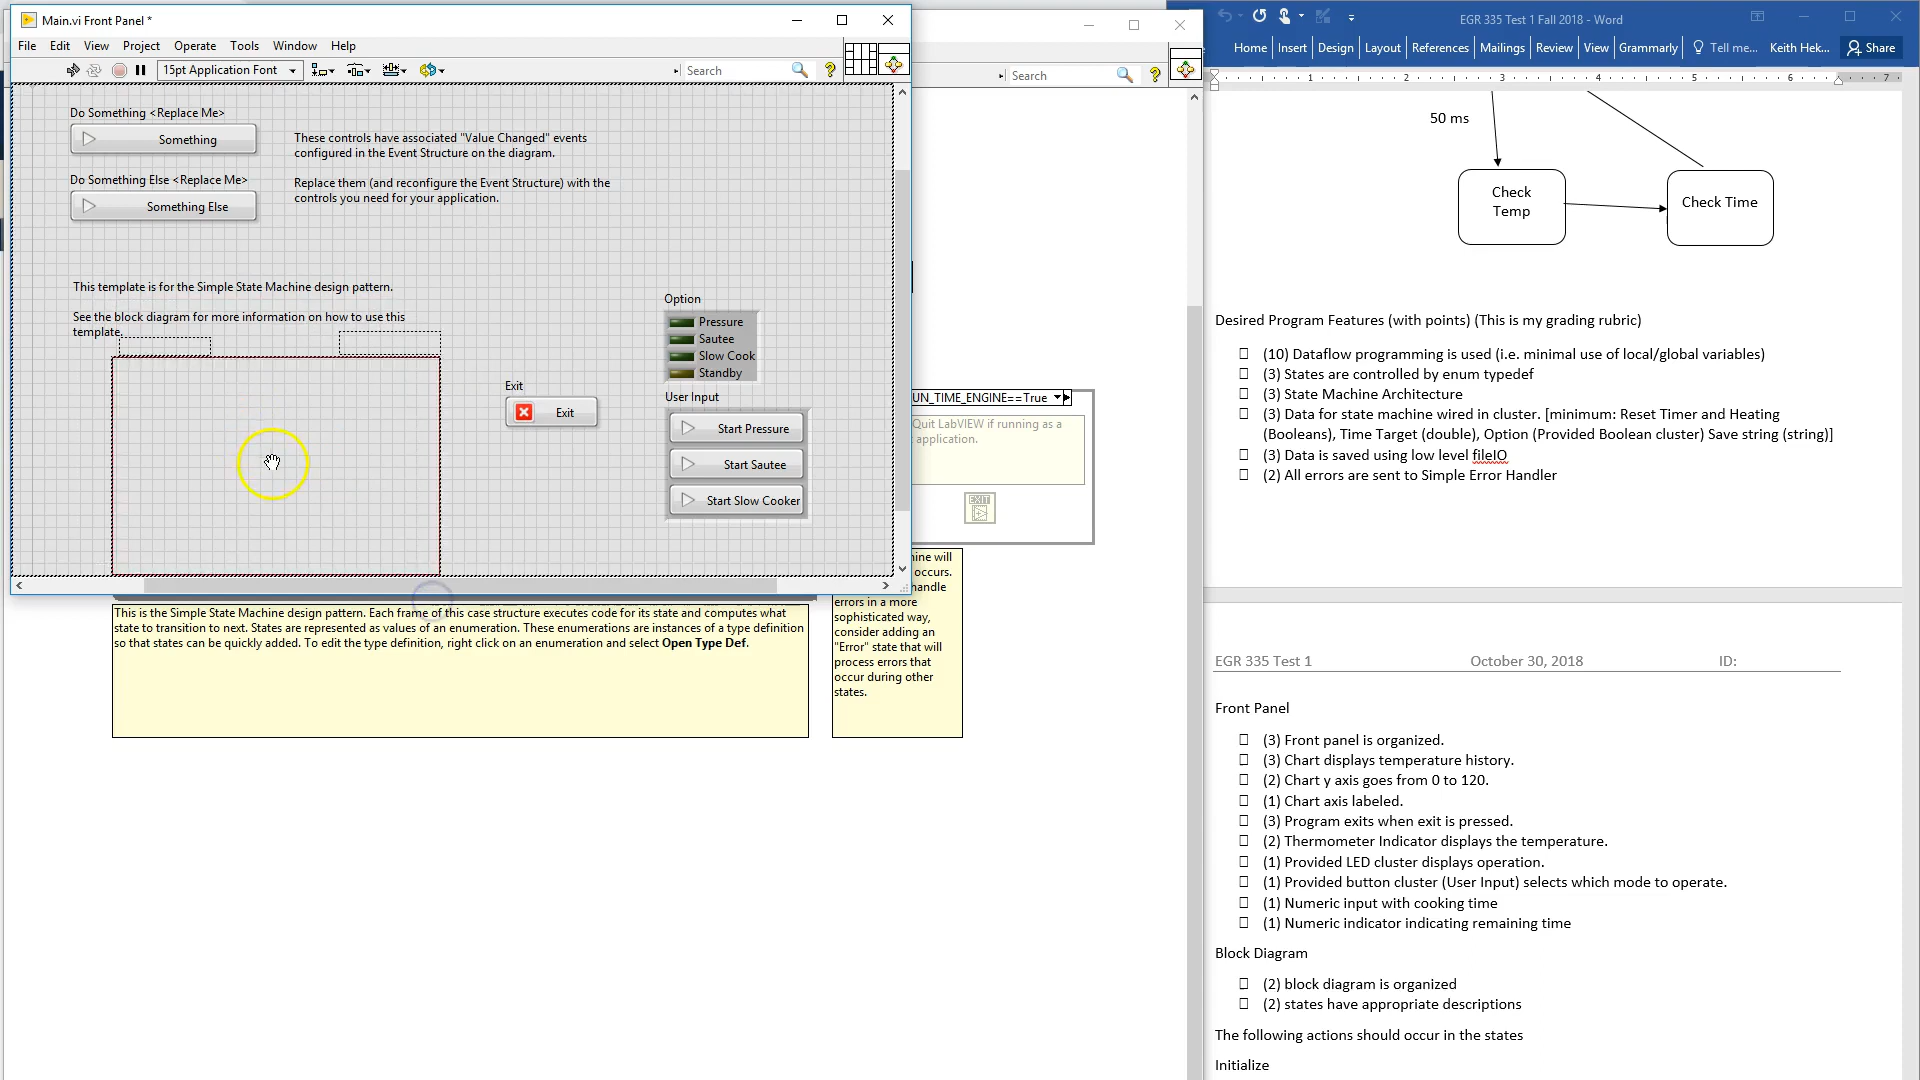 Main.vi Front Panel *
File Edit View Project Operate Tools Window Help
15pt Application Font
Search
?
Do Something <Replace Me>
Something
Do Something Else <Replace Me>
Something Else
These controls have associated "Value Changed" events
configured in the Event Structure on the diagram.
Replace them (and reconfigure the Event Structure) with the
controls you need for your application.
This template is for the Simple State Machine design pattern.
See the block diagram for more information on how to use this
template.
Exit
Exit
Option
Pressure
Sautee
Slow Cook
Standby
User Input
Start Pressure
Start Sautee
Start Slow Cooker
Search
?
UN_TIME_ENGINE==True
Quit LabVIEW if running as a
application.
EXIT
This is the Simple State Machine design pattern. Each frame of this case structure executes code for its state and computes what
state to transition to next. States are represented as values of an enumeration. These enumerations are instances of a type definition
so that states can be quickly added. To edit the type definition, right click on an enumeration and select Open Type Def.
ine will
occurs.
handle
errors in a more
sophisticated way,
consider adding an
"Error" state that will
process errors that
occur during other
states.
EGR 335 Test 1 Fall 2018 - Word
Home Insert Design Layout References Mailings Review View Grammarly Tell me... Keith Hek... Share
1 2 3 4 5 6 7
50 ms
Check
Temp
Check Time
Desired Program Features (with points) (This is my grading rubric)
(10) Dataflow programming is used (i.e. minimal use of local/global variables)
(3) States are controlled by enum typedef
(3) State Machine Architecture
(3) Data for state machine wired in cluster. [minimum: Reset Timer and Heating
(Booleans), Time Target (double), Option (Provided Boolean cluster) Save string (string)]
(3) Data is saved using low level fileIO
(2) All errors are sent to Simple Error Handler
EGR 335 Test 1 October 30, 2018 ID:
Front Panel
(3) Front panel is organized.
(3) Chart displays temperature history.
(2) Chart y axis goes from 0 to 120.
(1) Chart axis labeled.
(3) Program exits when exit is pressed.
(2) Thermometer Indicator displays the temperature.
(1) Provided LED cluster displays operation.
(1) Provided button cluster (User Input) selects which mode to operate.
(1) Numeric input with cooking time
(1) Numeric indicator indicating remaining time
Block Diagram
(2) block diagram is organized
(2) states have appropriate descriptions
The following actions should occur in the states
Initialize